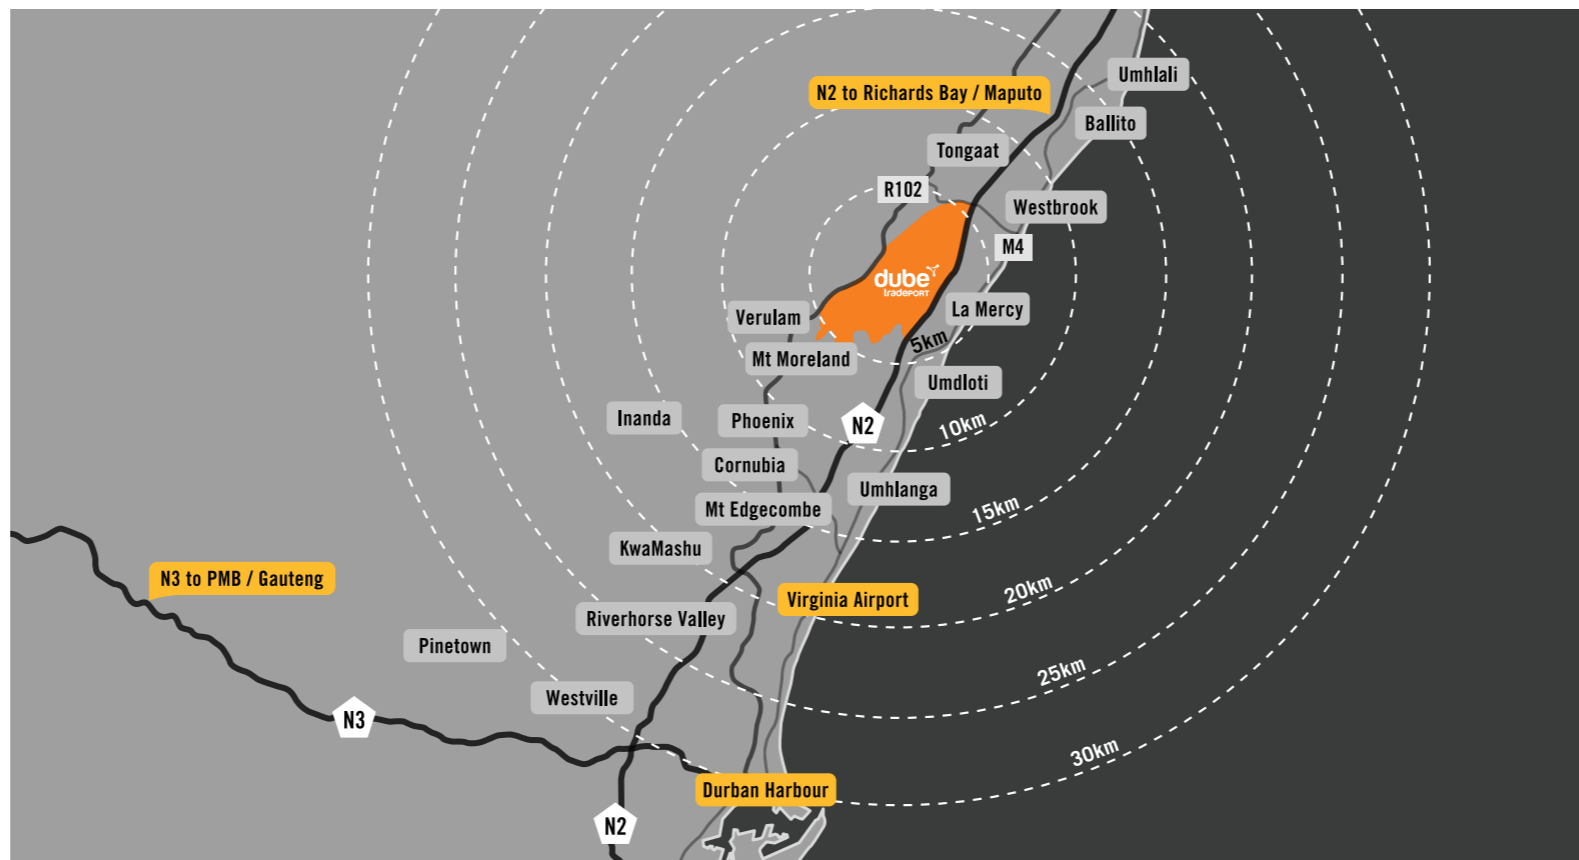 Umhlali
N2 to Richards Bay / Maputo
Ballito
Tongaat
R102
Westbrook
M4
dube
tradePORT
La Mercy
Verulam
5km
Mt Moreland
Umdloti
Inanda
Phoenix
N2
10km
Cornubia
Umhlanga
Mt Edgecombe
15km
KwaMashu
N3 to PMB / Gauteng
20km
Virginia Airport
Riverhorse Valley
Pinetown
25km
Westville
N3
30km
Durban Harbour
N2